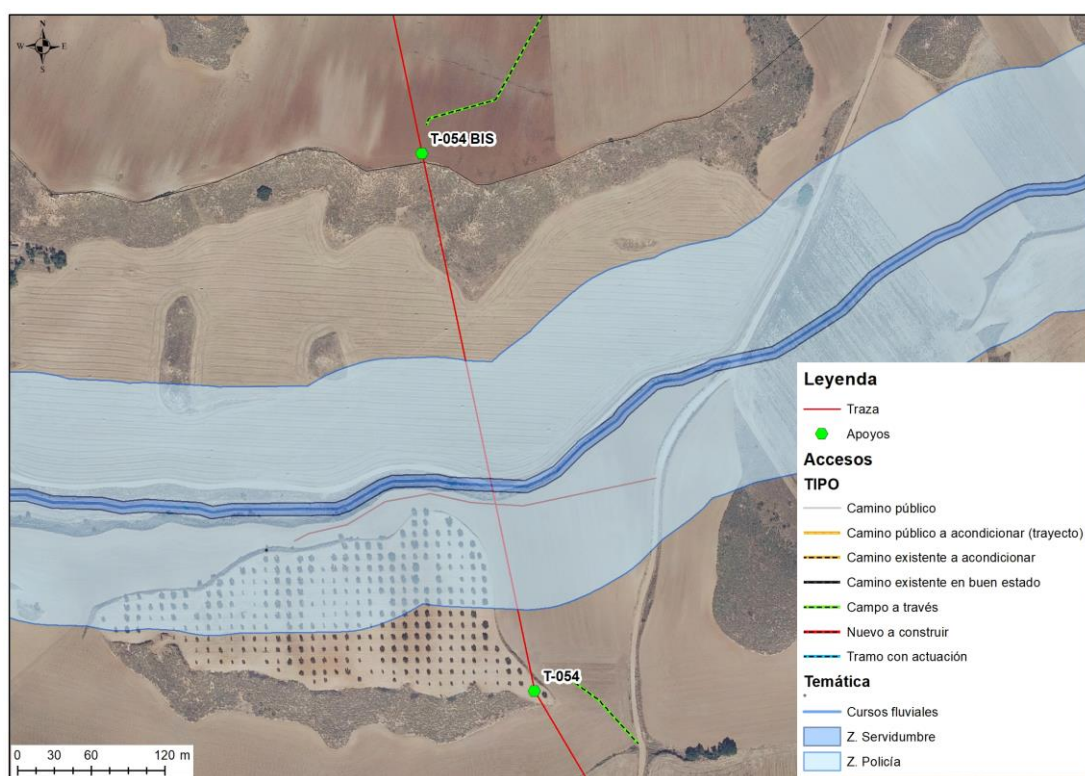 N
W E
S
T-054 BIS
T-054
Leyenda
Traza
Apoyos
Accesos
TIPO
Camino público
Camino público a acondicionar (trayecto)
Camino existente a acondicionar
Camino existente en buen estado
Campo a través
Nuevo a construir
Tramo con actuación
Temática
Cursos fluviales
Z. Servidumbre
Z. Policía
0 30 60 120 m